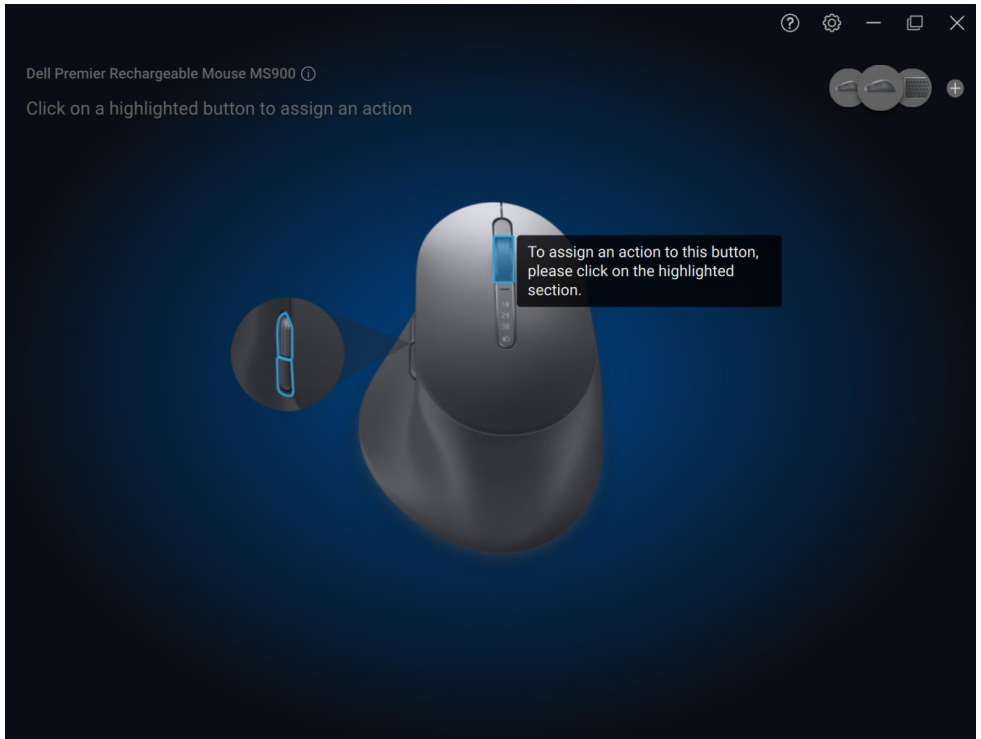 Dell Premier Rechargeable Mouse MS900
Click on a highlighted button to assign an action
To assign an action to this button,
please click on the highlighted
section.